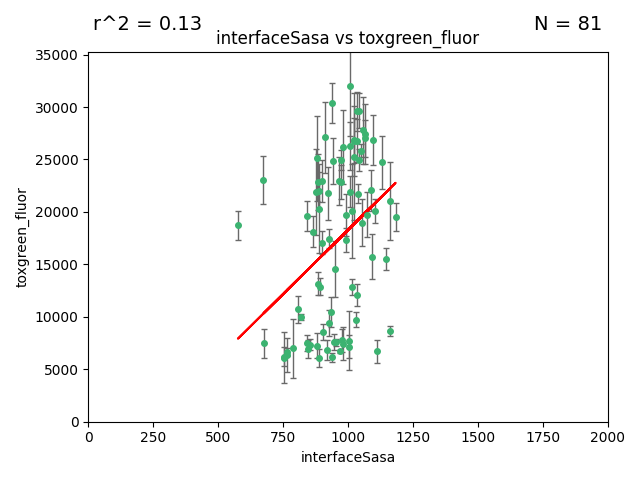 r^2 = 0.13
N = 81
interfaceSasa vs toxgreen_fluor
35000
30000
25000
20000
15000
10000
5000
0
toxgreen_fluor
0 250 500 750 1000 1250 1500 1750 2000
interfaceSasa